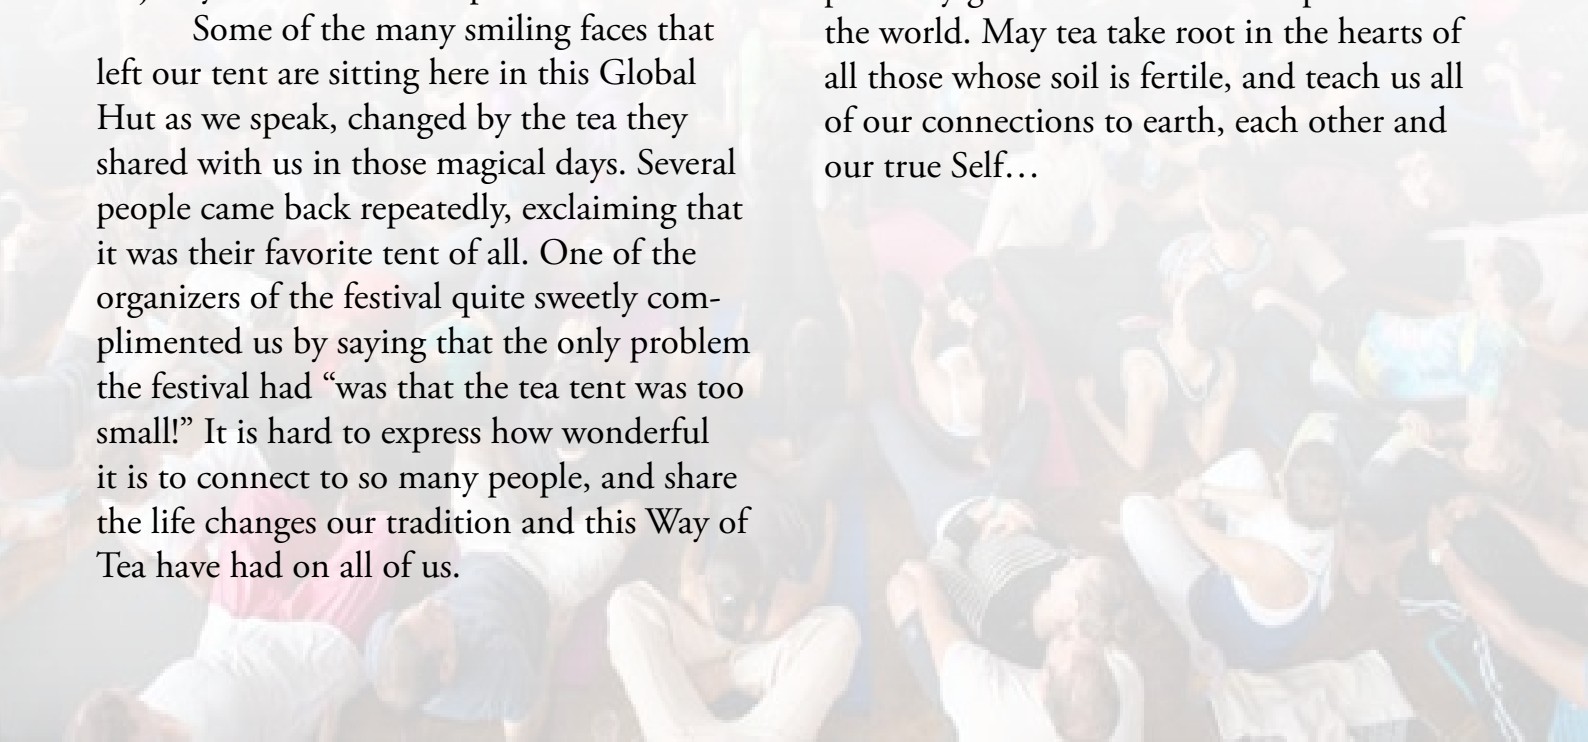 Some of the many smiling faces that
left our tent are sitting here in this Global
Hut as we speak, changed by the tea they
shared with us in those magical days. Several
people came back repeatedly, exclaiming that
it was their favorite tent of all. One of the
organizers of the festival quite sweetly com-
plimented us by saying that the only problem
the festival had “was that the tea tent was too
small!” It is hard to express how wonderful
it is to connect to so many people, and share
the life changes our tradition and this Way of
Tea have had on all of us.
the world. May tea take root in the hearts of
all those whose soil is fertile, and teach us all
of our connections to earth, each other and
our true Self…